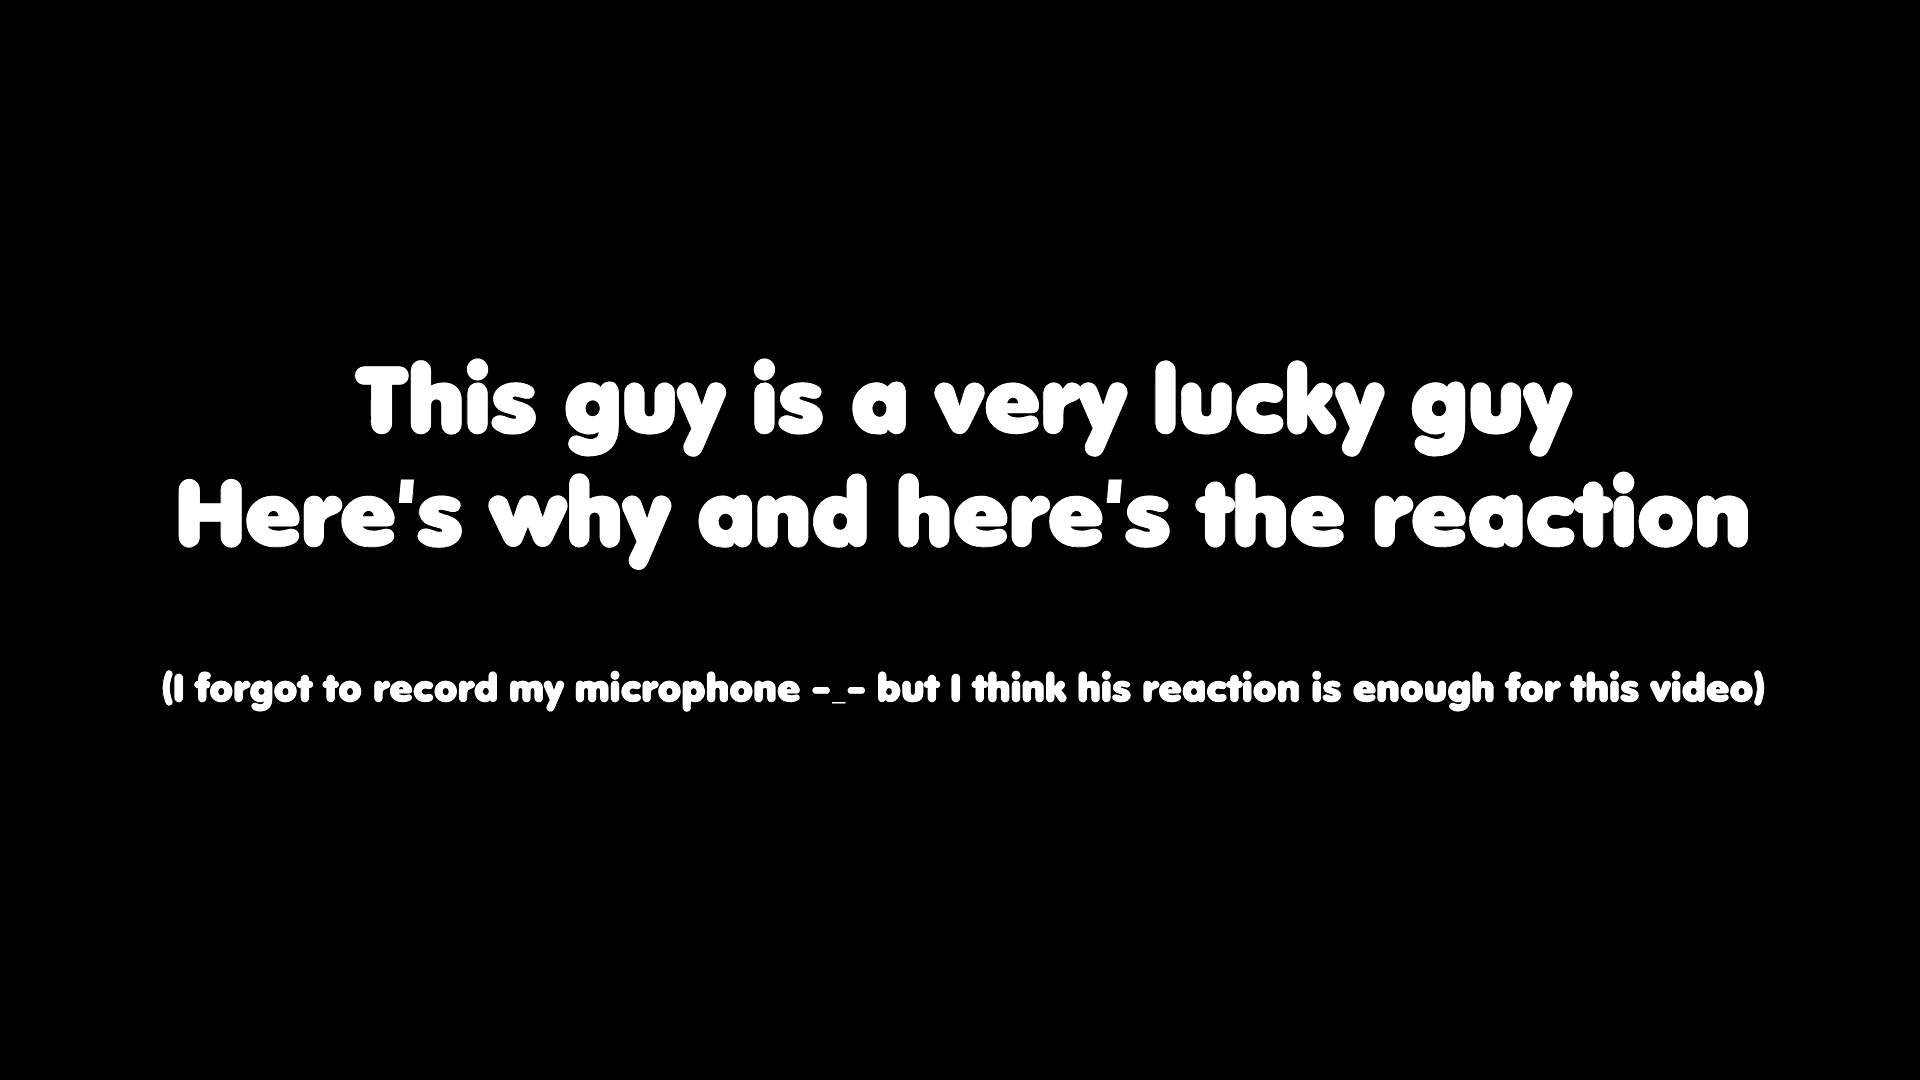 This guy is a very lucky guy
Here's why and here's the reaction
(I forgot to record my microphone -_- but I think his reaction is enough for this video)